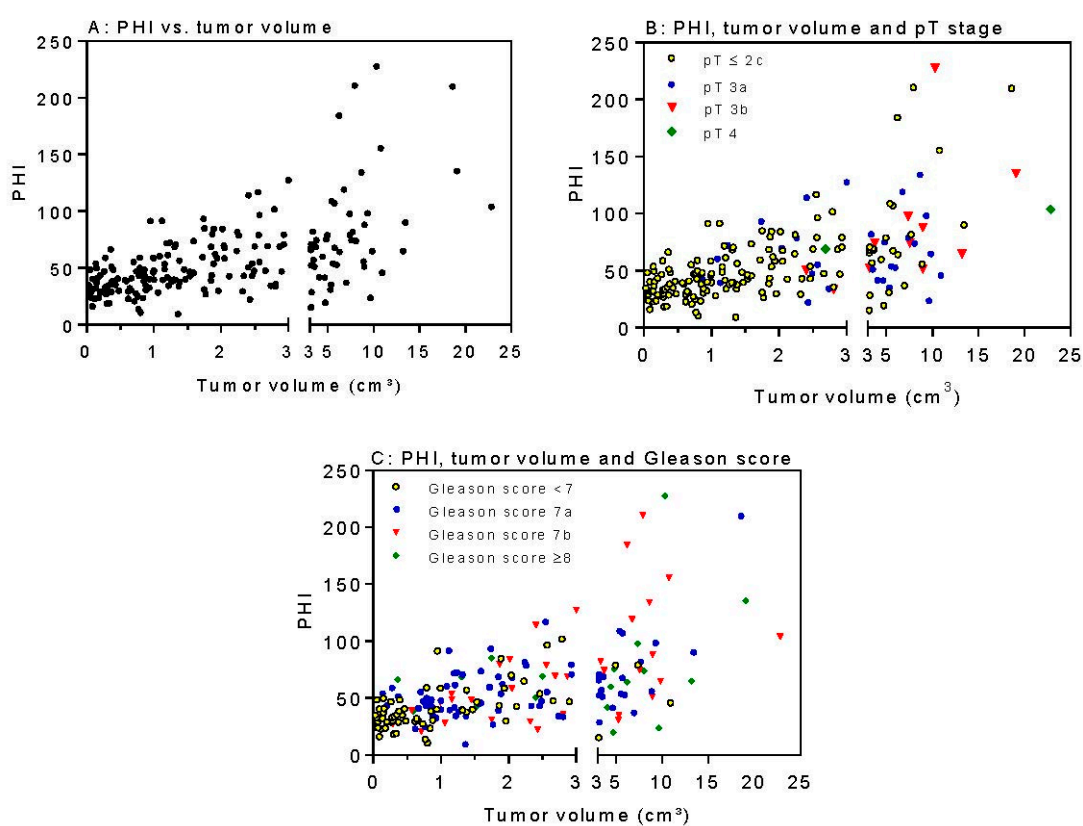 A: PHI vs. tumor volume
250
200
150
100
50
0
PHI
0 1 2 3 3 5 10 15 20 25
Tumor volume (cm³)
B: PHI, tumor volume and pT stage
250
200
150
100
50
0
PHI
pT ≤ 2c
pT 3a
pT 3b
pT 4
0 1 2 3 3 5 10 15 20 25
Tumor volume (cm³)
C: PHI, tumor volume and Gleason score
250
200
150
100
50
0
PHI
Gleason score <7
Gleason score 7a
Gleason score 7b
Gleason score ≥8
0 1 2 3 3 5 10 15 20 25
Tumor volume (cm³)